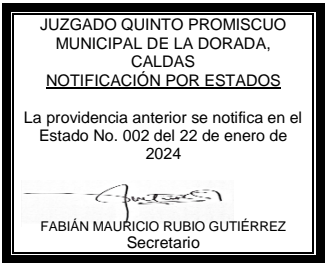 JUZGADO QUINTO PROMISCUO
MUNICIPAL DE LA DORADA,
CALDAS
NOTIFICACIÓN POR ESTADOS
La providencia anterior se notifica en el
Estado No. 002 del 22 de enero de
2024
FABIÁN MAURICIO RUBIO GUTIÉRREZ
Secretario